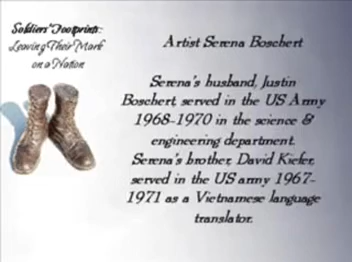 Soldiers' Footprints:
Leaving Their Mark
on a Nation
Artist Serena Boschert
Serena's husband, Justin
Boschert, served in the US Army
1968-1970 in the science &
engineering department.
Serena's brother, David Kiefer,
served in the US army 1967-
1971 as a Vietnamese language
translator.